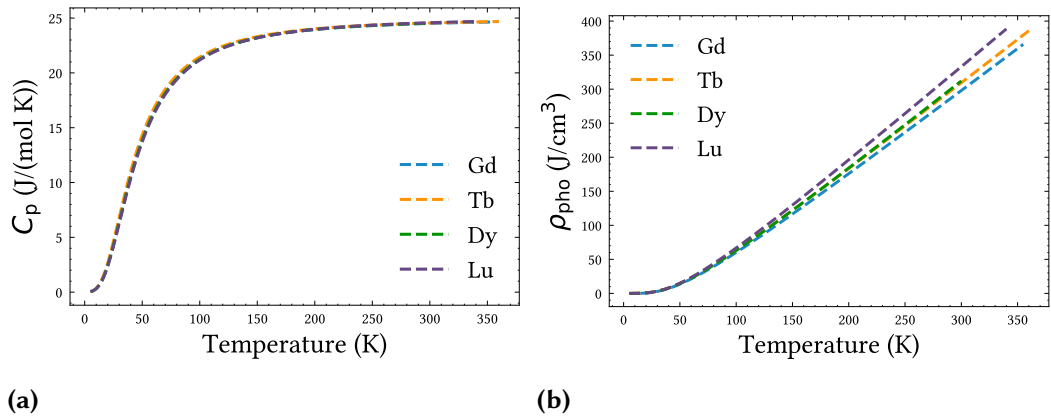 25
20
15
10
5
0
C_p (J/(mol K))
Gd
Tb
Dy
Lu
0 50 100 150 200 250 300 350
Temperature (K)
(a)
400
350
300
250
200
150
100
50
0
ρ_pho (J/cm³)
Gd
Tb
Dy
Lu
0 50 100 150 200 250 300 350
Temperature (K)
(b)